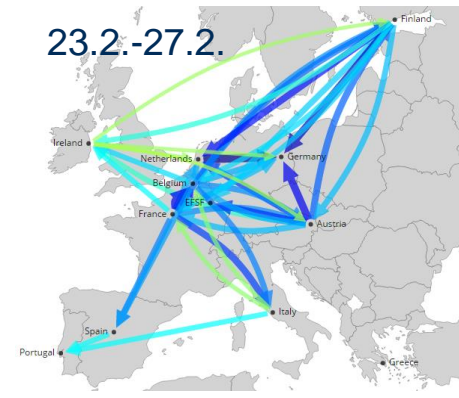 23.2.-27.2.
Finland
Ireland
Netherlands
Germany
Belgium
EFSF
France
Austria
Italy
Spain
Portugal
Greece